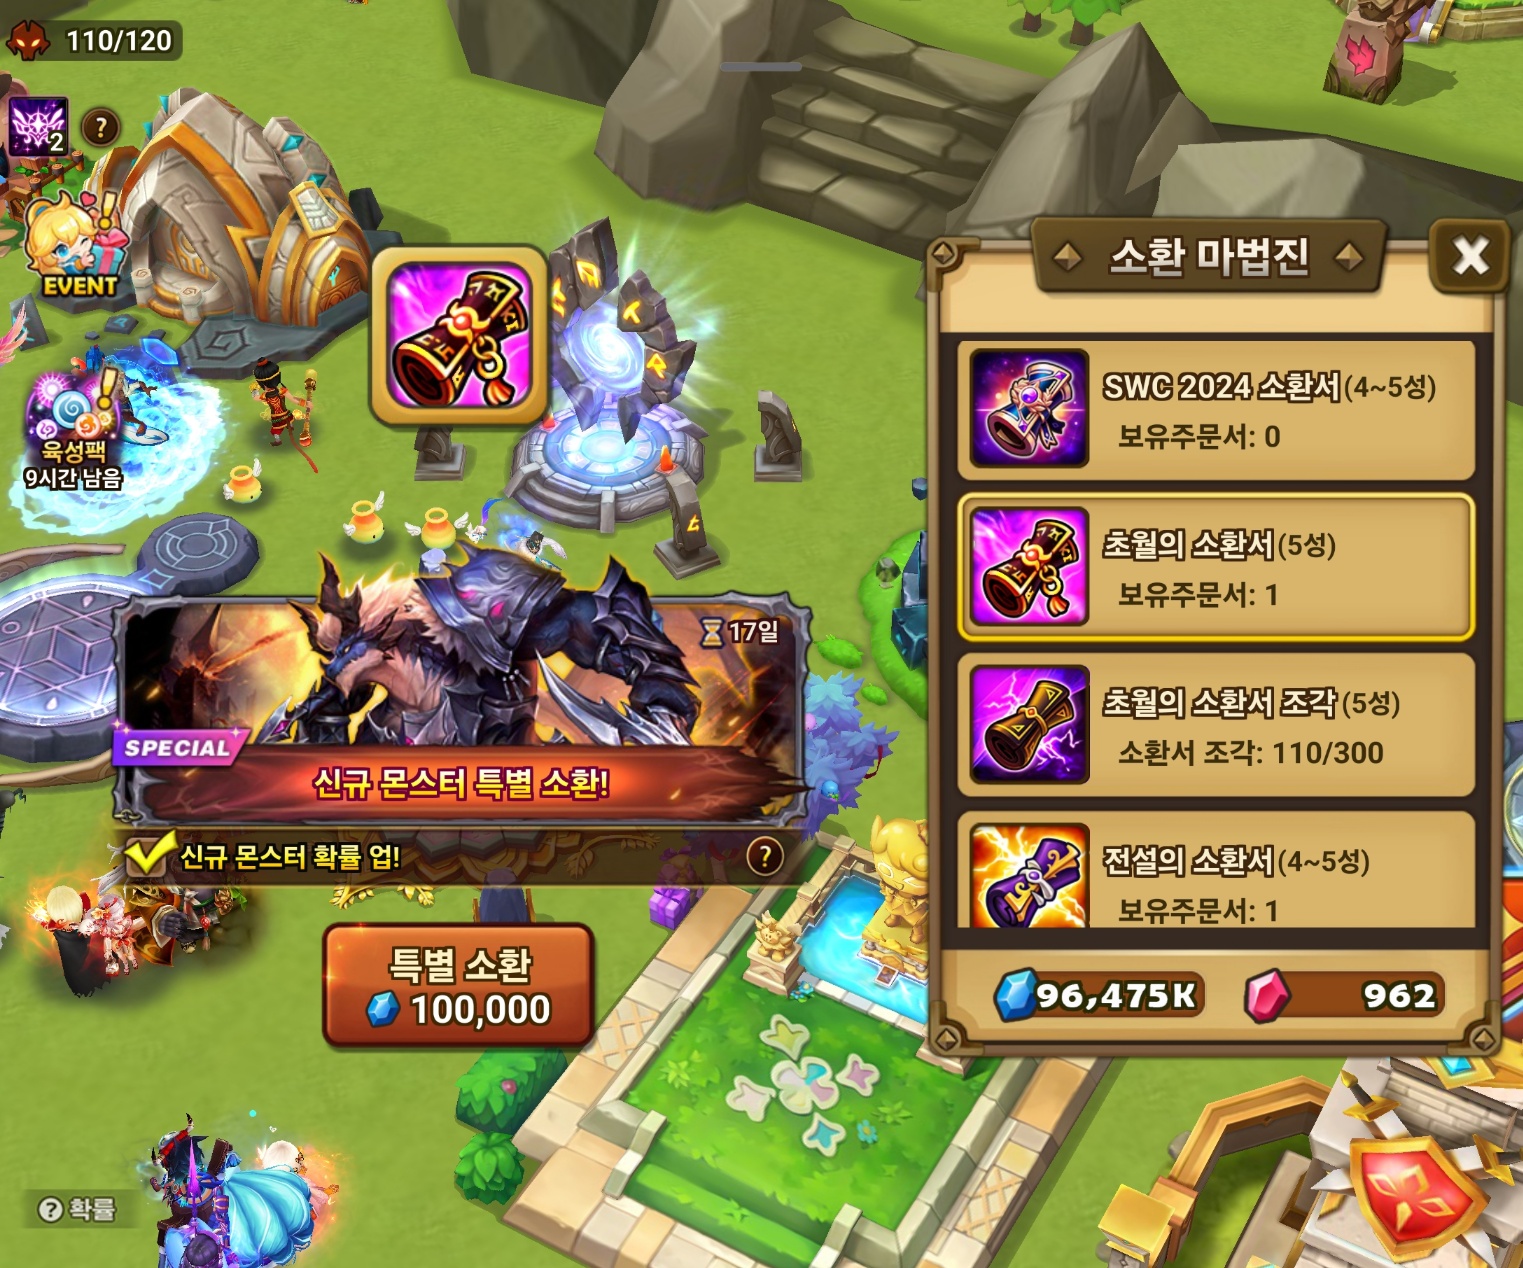 110/120
2
?
EVENT
육성팩
9시간 남음
17일
SPECIAL
신규 몬스터 특별 소환!
신규 몬스터 확률 업!
?
특별 소환
100,000
? 확률
소환 마법진
X
SWC 2024 소환서(4~5성)
보유주문서: 0
초월의 소환서(5성)
보유주문서: 1
초월의 소환서 조각(5성)
소환서 조각: 110/300
전설의 소환서(4~5성)
보유주문서: 1
96,475K
962